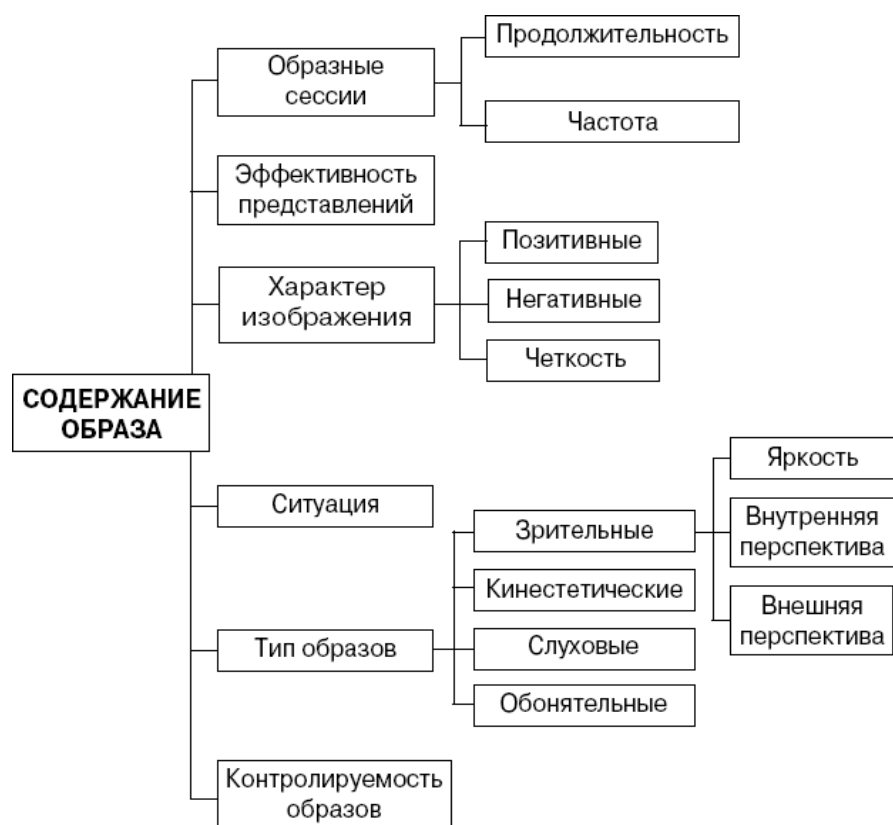 Образные
сессии
Продолжительность
Частота
Эффективность
представлений
Характер
изображения
Позитивные
Негативные
Четкость
СОДЕРЖАНИЕ
ОБРАЗА
Ситуация
Тип образов
Зрительные
Кинестетические
Слуховые
Обонятельные
Яркость
Внутренняя
перспектива
Внешняя
перспектива
Контролируемость
образов